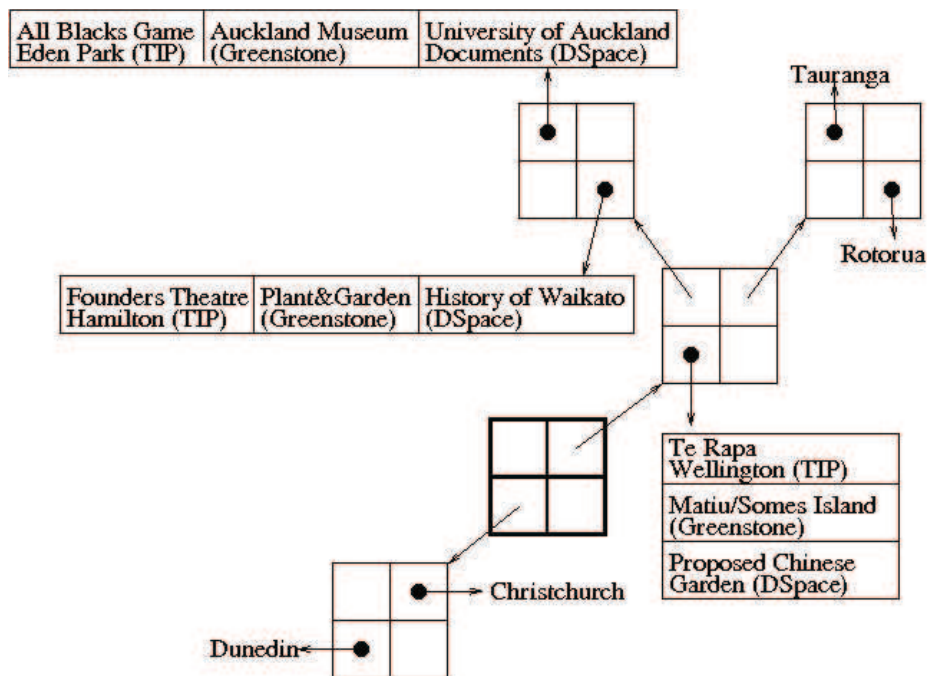 All Blacks Game
Eden Park (TIP)
Auckland Museum
(Greenstone)
University of Auckland
Documents (DSpace)
Tauranga
Rotorua
Founders Theatre
Hamilton (TIP)
Plant&Garden
(Greenstone)
History of Waikato
(DSpace)
Te Rapa
Wellington (TIP)
Matiu/Somes Island
(Greenstone)
Proposed Chinese
Garden (DSpace)
Christchurch
Dunedin